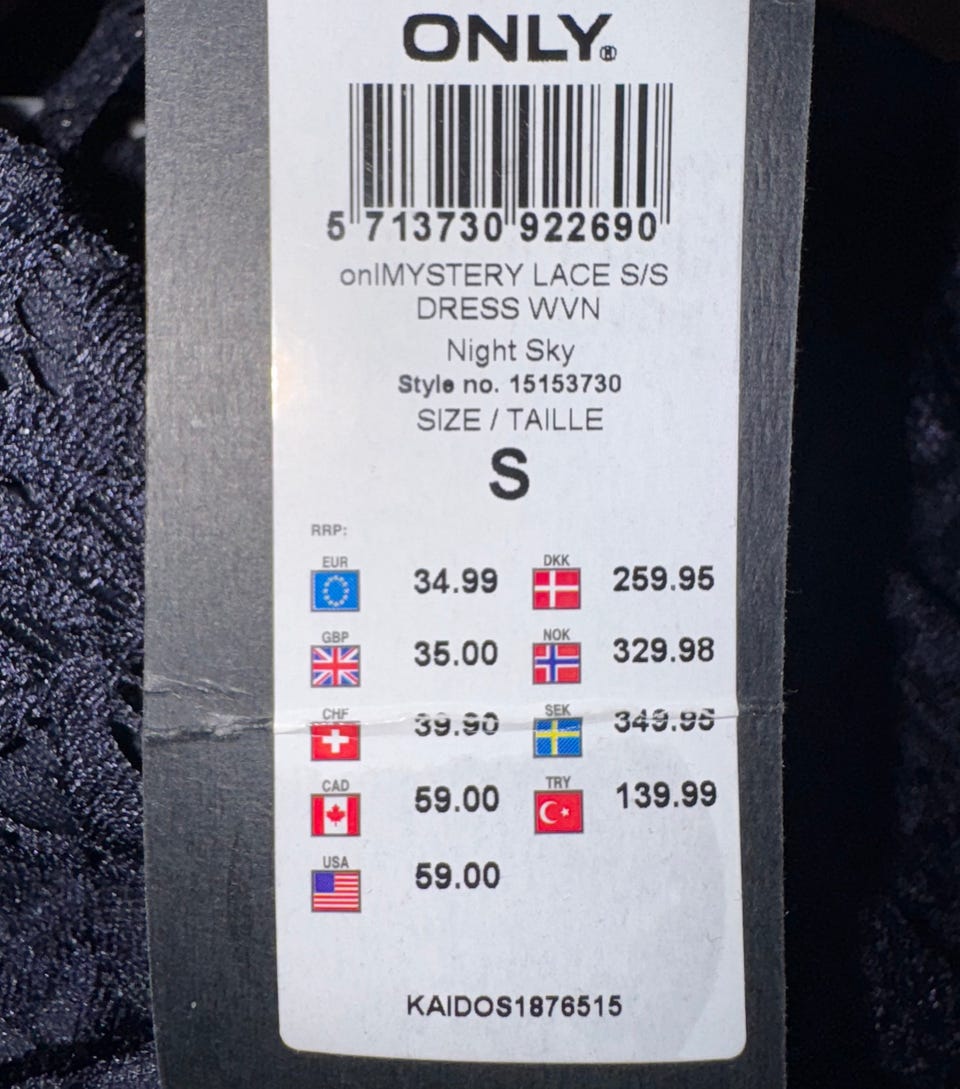 ONLY®
5 713730 922690
onlMYSTERY LACE S/S
DRESS WVN
Night Sky
Style no. 15153730
SIZE / TAILLE
S
RRP:
EUR 34.99 DKK 259.95
GBP 35.00 NOK 329.98
CHF 39.90 SEK 349.95
CAD 59.00 TRY 139.99
USA 59.00
KAIDOS1876515